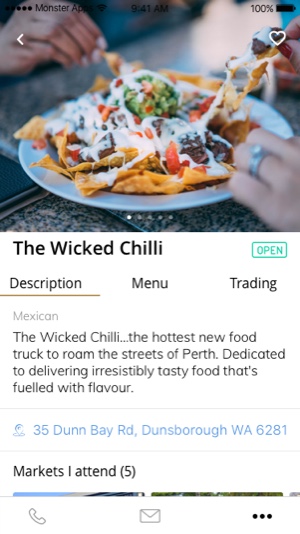 Monster Apps 9:41 AM 100%
The Wicked Chilli OPEN
Description Menu Trading
Mexican
The Wicked Chilli...the hottest new food
truck to roam the streets of Perth. Dedicated
to delivering irresistibly tasty food that's
fuelled with flavour.
35 Dunn Bay Rd, Dunsborough WA 6281
Markets I attend (5)